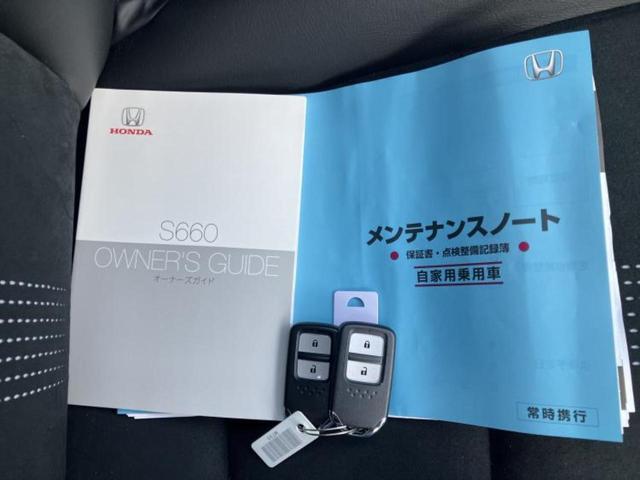 HONDA
S660
OWNER'S GUIDE
オーナーズガイド
メンテナンスノート
保証書・点検整備記録簿
自家用乗用車
常時携行